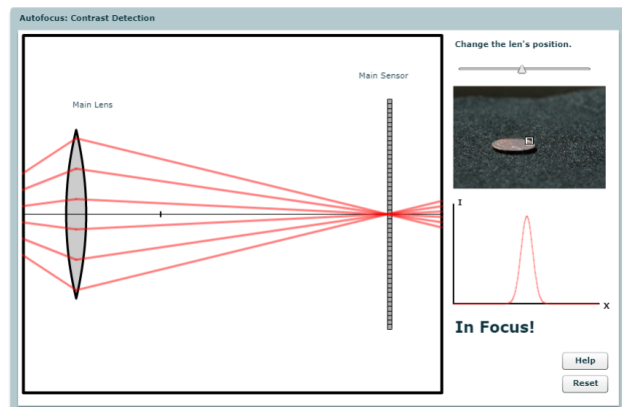 Autofocus: Contrast Detection
Change the len's position.
Main Sensor
Main Lens
I
X
In Focus!
Help
Reset